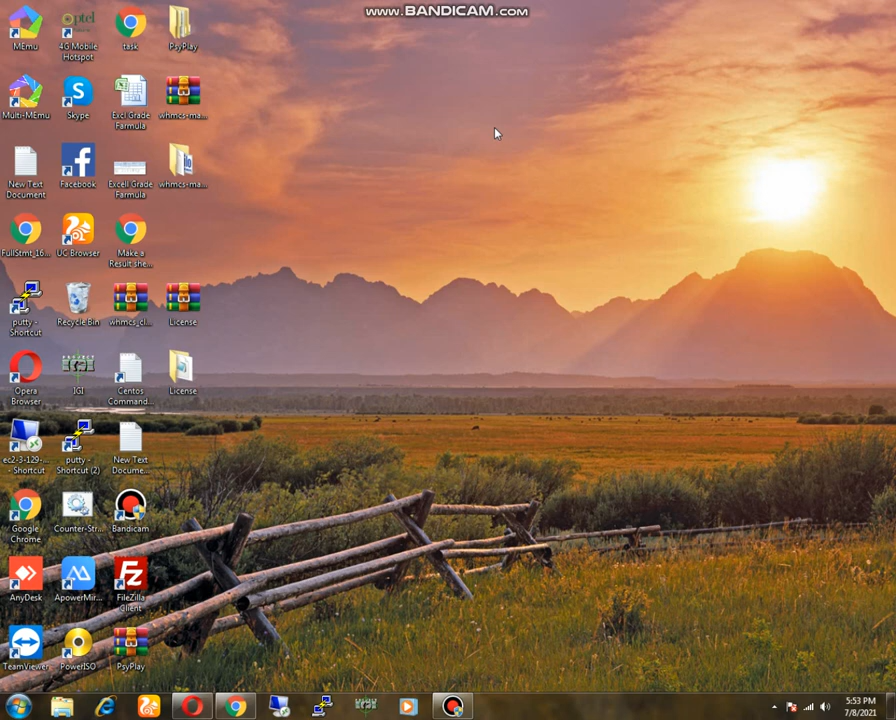 www.BANDICAM.com
MEmu
4G Mobile
Hotspot
task
PsyPlay
Multi-MEmu
Skype
Excl Grade
Farmula
whmcs-ma...
New Text
Document
Facebook
Excell Grade
Farmula
whmcs-ma...
FullStmt_16...
UC Browser
Make a
Result she...
putty -
Shortcut
Recycle Bin
whmcs_cl...
License
Opera
Browser
IGI
Centos
Command...
License
ec2-3-129-...
- Shortcut
putty -
Shortcut (2)
New Text
Docume...
Google
Chrome
Counter-Str...
Bandicam
AnyDesk
ApowerMir...
FileZilla
Client
TeamViewer
PowerISO
PsyPlay
5:53 PM
7/8/2021